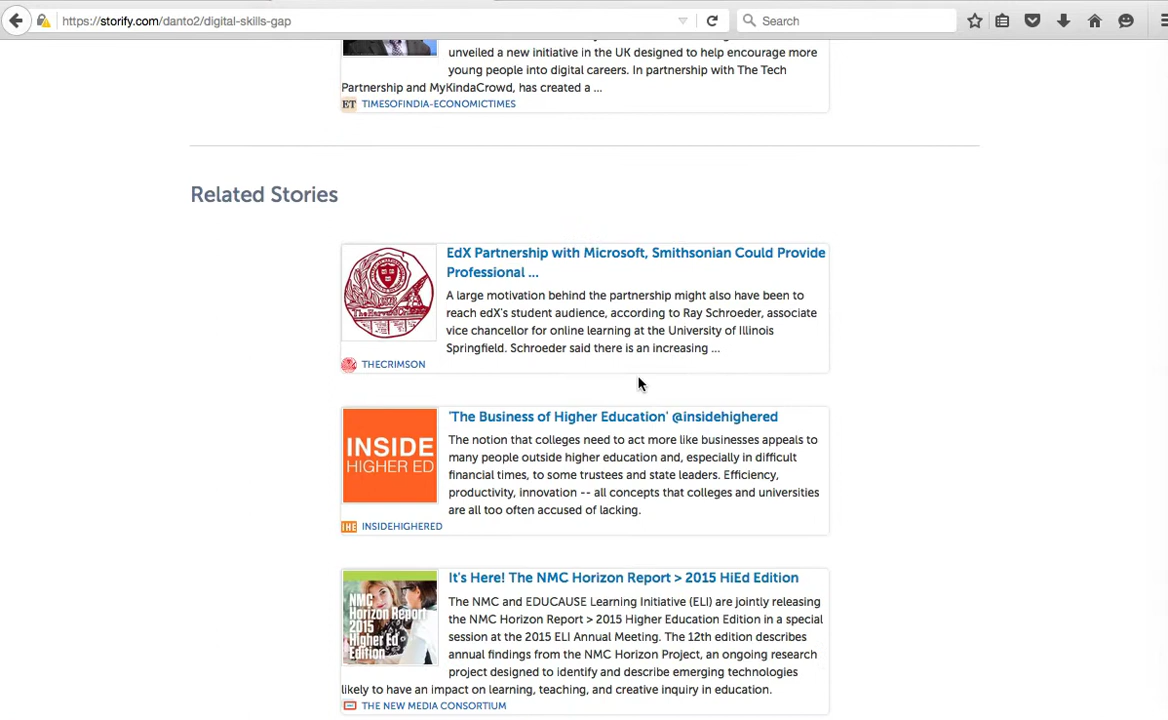 https://storify.com/danto2/digital-skills-gap
Search
unveiled a new initiative in the UK designed to help encourage more
young people into digital careers. In partnership with The Tech
Partnership and MyKindaCrowd, has created a ...
ET TIMESOFINDIA-ECONOMICTIMES
Related Stories
EdX Partnership with Microsoft, Smithsonian Could Provide
Professional ...
A large motivation behind the partnership might also have been to
reach edX's student audience, according to Ray Schroeder, associate
vice chancellor for online learning at the University of Illinois
Springfield. Schroeder said there is an increasing ...
THECRIMSON
'The Business of Higher Education' @insidehighered
INSIDE
HIGHER ED
The notion that colleges need to act more like businesses appeals to
many people outside higher education and, especially in difficult
financial times, to some trustees and state leaders. Efficiency,
productivity, innovation -- all concepts that colleges and universities
are all too often accused of lacking.
IHE INSIDEHIGHERED
It's Here! The NMC Horizon Report > 2015 HiEd Edition
NMC
Horizon Report
2015
Higher Ed
Edition
The NMC and EDUCAUSE Learning Initiative (ELI) are jointly releasing
the NMC Horizon Report > 2015 Higher Education Edition in a special
session at the 2015 ELI Annual Meeting. The 12th edition describes
annual findings from the NMC Horizon Project, an ongoing research
project designed to identify and describe emerging technologies
likely to have an impact on learning, teaching, and creative inquiry in education.
THE NEW MEDIA CONSORTIUM